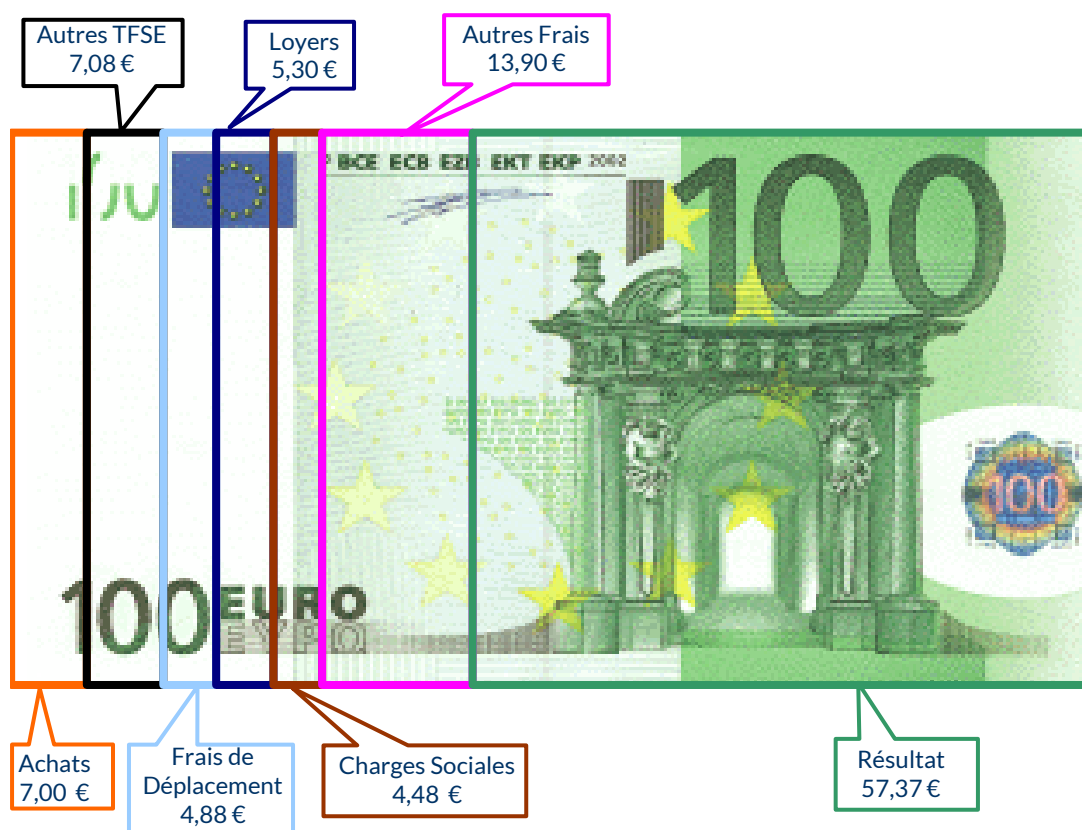 Autres TFSE
7,08 €
Loyers
5,30 €
Autres Frais
13,90 €
BCE ECB EZB EKT EKP 2002
100
100
100 EURO
ΕΥΡΩ
Achats
7,00 €
Frais de
Déplacement
4,88 €
Charges Sociales
4,48 €
Résultat
57,37 €